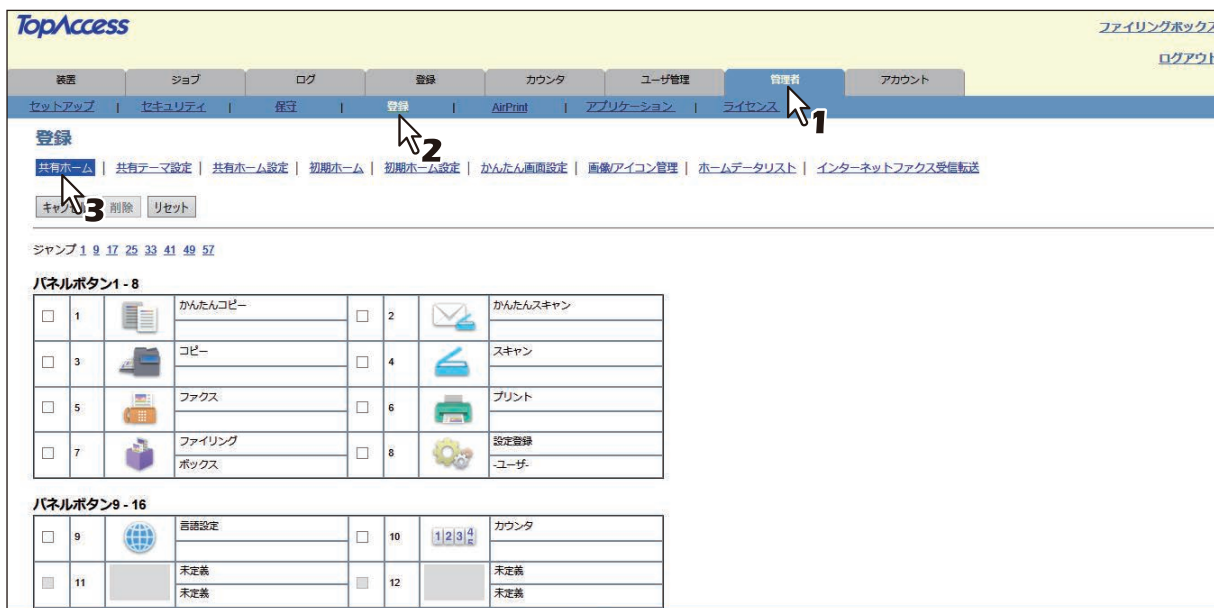 TopAccess
ファイリングボックス
ログアウト
装置 ジョブ ログ 登録 カウンタ ユーザ管理 管理者 アカウント
セットアップ | セキュリティ | 保守 | 登録 | AirPrint | アプリケーション | ライセンス
1
登録
2
共有ホーム | 共有テーマ設定 | 共有ホーム設定 | 初期ホーム | 初期ホーム設定 | かんたん画面設定 | 画像/アイコン管理 | ホームデータリスト | インターネットファクス受信転送
3
削除 リセット
ジャンプ 1 9 17 25 33 41 49 57
パネルボタン1 - 8
1 かんたんコピー 2 かんたんスキャン
3 コピー 4 スキャン
5 ファクス 6 プリント
7 ファイリング 8 設定登録
ボックス -ユーザ-
パネルボタン9 - 16
9 言語設定 10 1 2 3 4 カウンタ
11 未定義 12 未定義
未定義 未定義